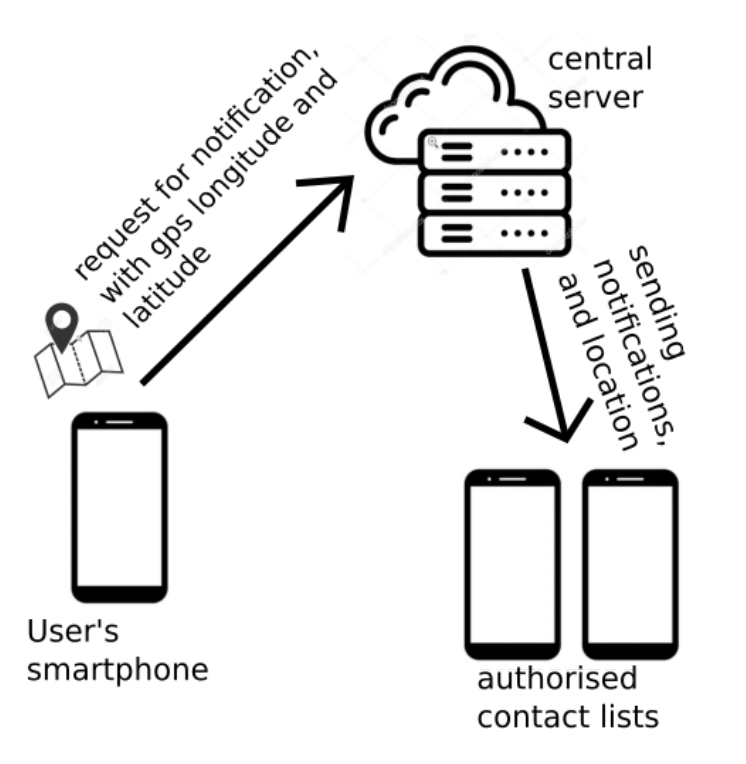 request for notification,
with gps longitude and
latitude
central
server
sending
notifications,
and location
User's
smartphone
authorised
contact lists